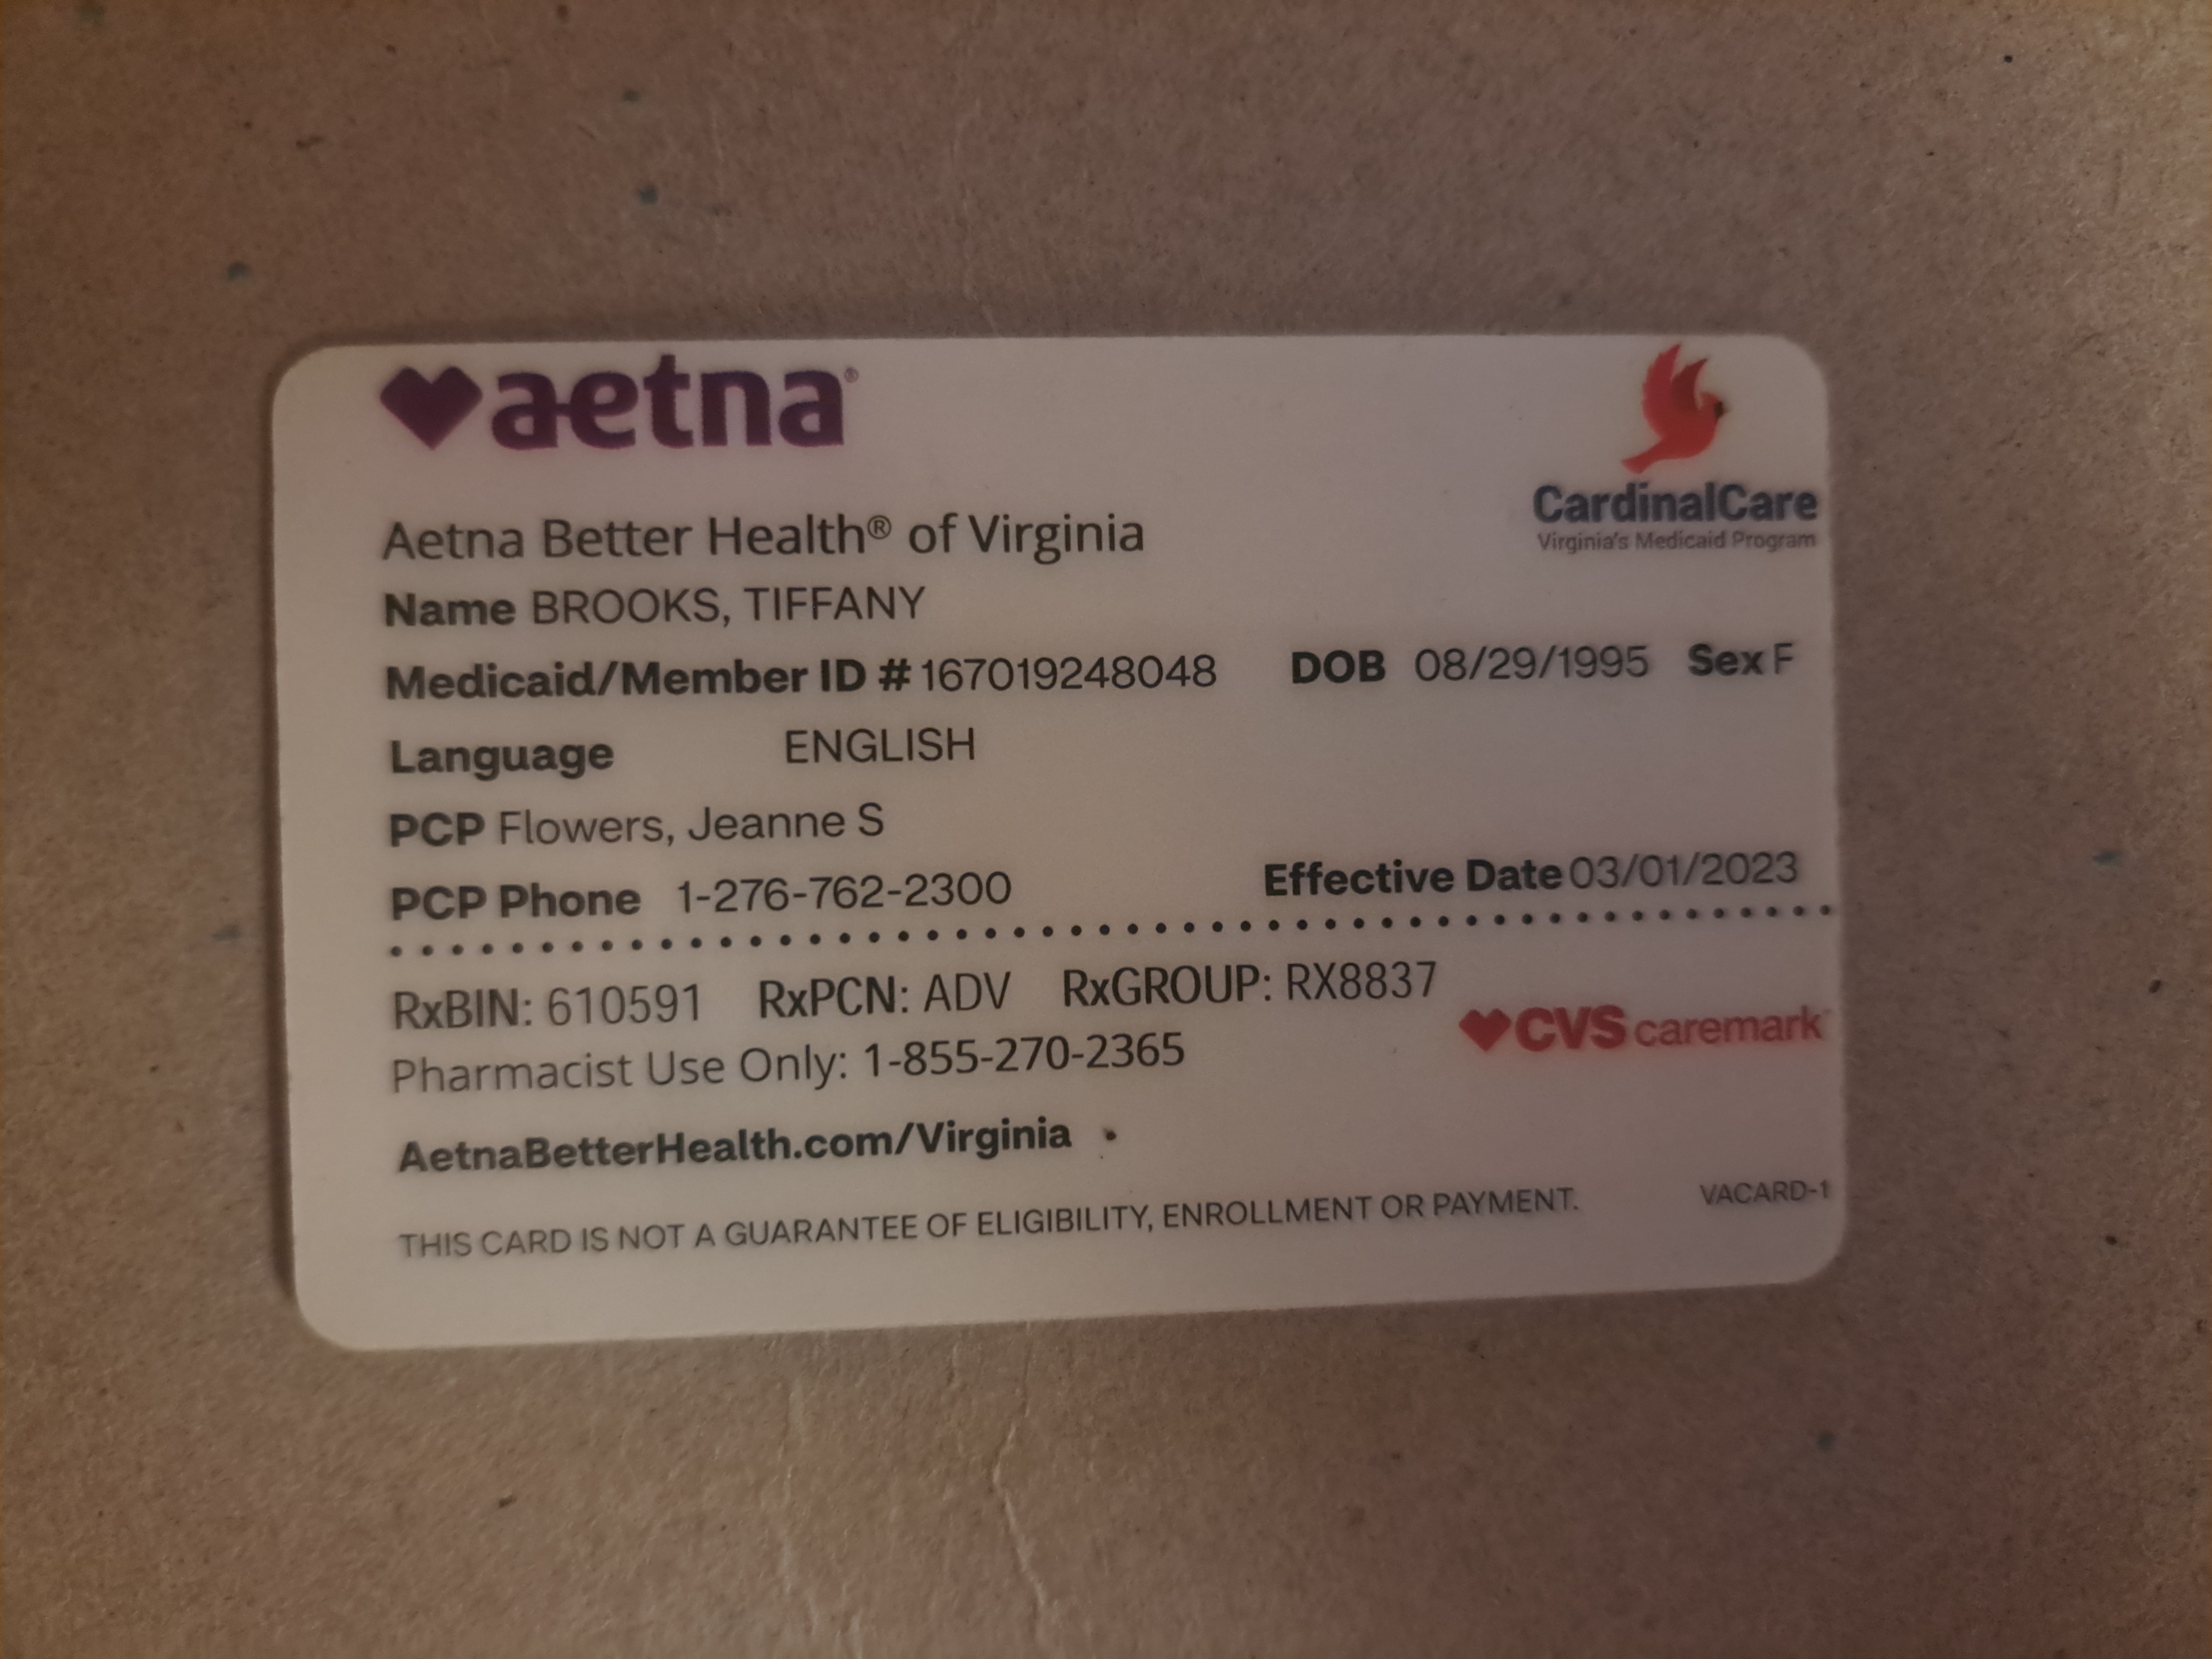 aetna®
CardinalCare
Virginia's Medicaid Program
Aetna Better Health® of Virginia
Name BROOKS, TIFFANY
Medicaid/Member ID # 167019248048 DOB 08/29/1995 Sex F
Language ENGLISH
PCP Flowers, Jeanne S
PCP Phone 1-276-762-2300 Effective Date 03/01/2023
RxBIN: 610591 RxPCN: ADV RxGROUP: RX8837
CVS caremark
Pharmacist Use Only: 1-855-270-2365
AetnaBetterHealth.com/Virginia
THIS CARD IS NOT A GUARANTEE OF ELIGIBILITY, ENROLLMENT OR PAYMENT. VACARD-1